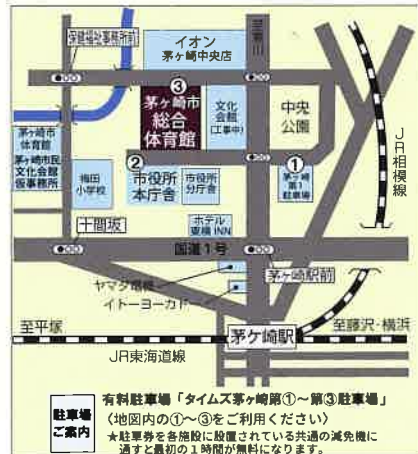 保健福祉事務所前
イオン
茅ヶ崎中央店
至寒川
③
茅ヶ崎市
総合
体育館
文化
会館
(工事中)
中央
公園
JR相模線
茅ヶ崎市
体育館
茅ヶ崎市民
文化会館
仮事務所
梅田
小学校
②
市役所
本庁舎
市役所
分庁舎
①
茅ヶ崎
第1
駐車場
十間坂
ホテル
東横INN
国道1号
茅ヶ崎駅前
ヤマダ電機
イトーヨーカドー
至平塚
茅ケ崎駅
至藤沢・横浜
JR東海道線
駐車場
ご案内
有料駐車場「タイムズ茅ヶ崎第①~第③駐車場」
〈地図内の①~③をご利用ください〉
★駐車券を各施設に設置されている共通の減免機に
通すと最初の1時間が無料になります。